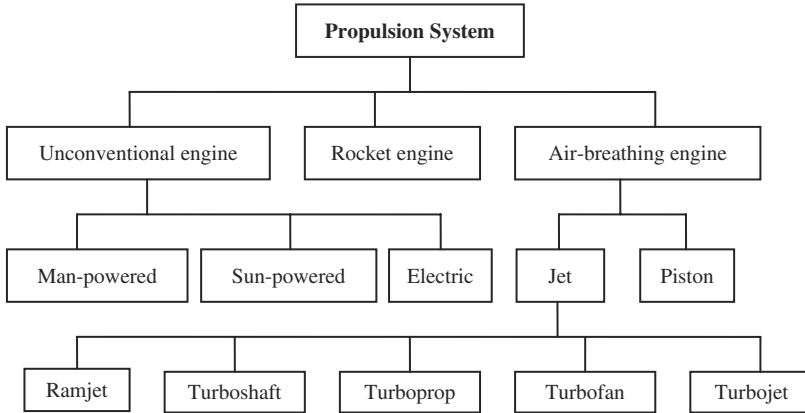 Propulsion System
Unconventional engine
Rocket engine
Air-breathing engine
Man-powered
Sun-powered
Electric
Jet
Piston
Ramjet
Turboshaft
Turboprop
Turbofan
Turbojet